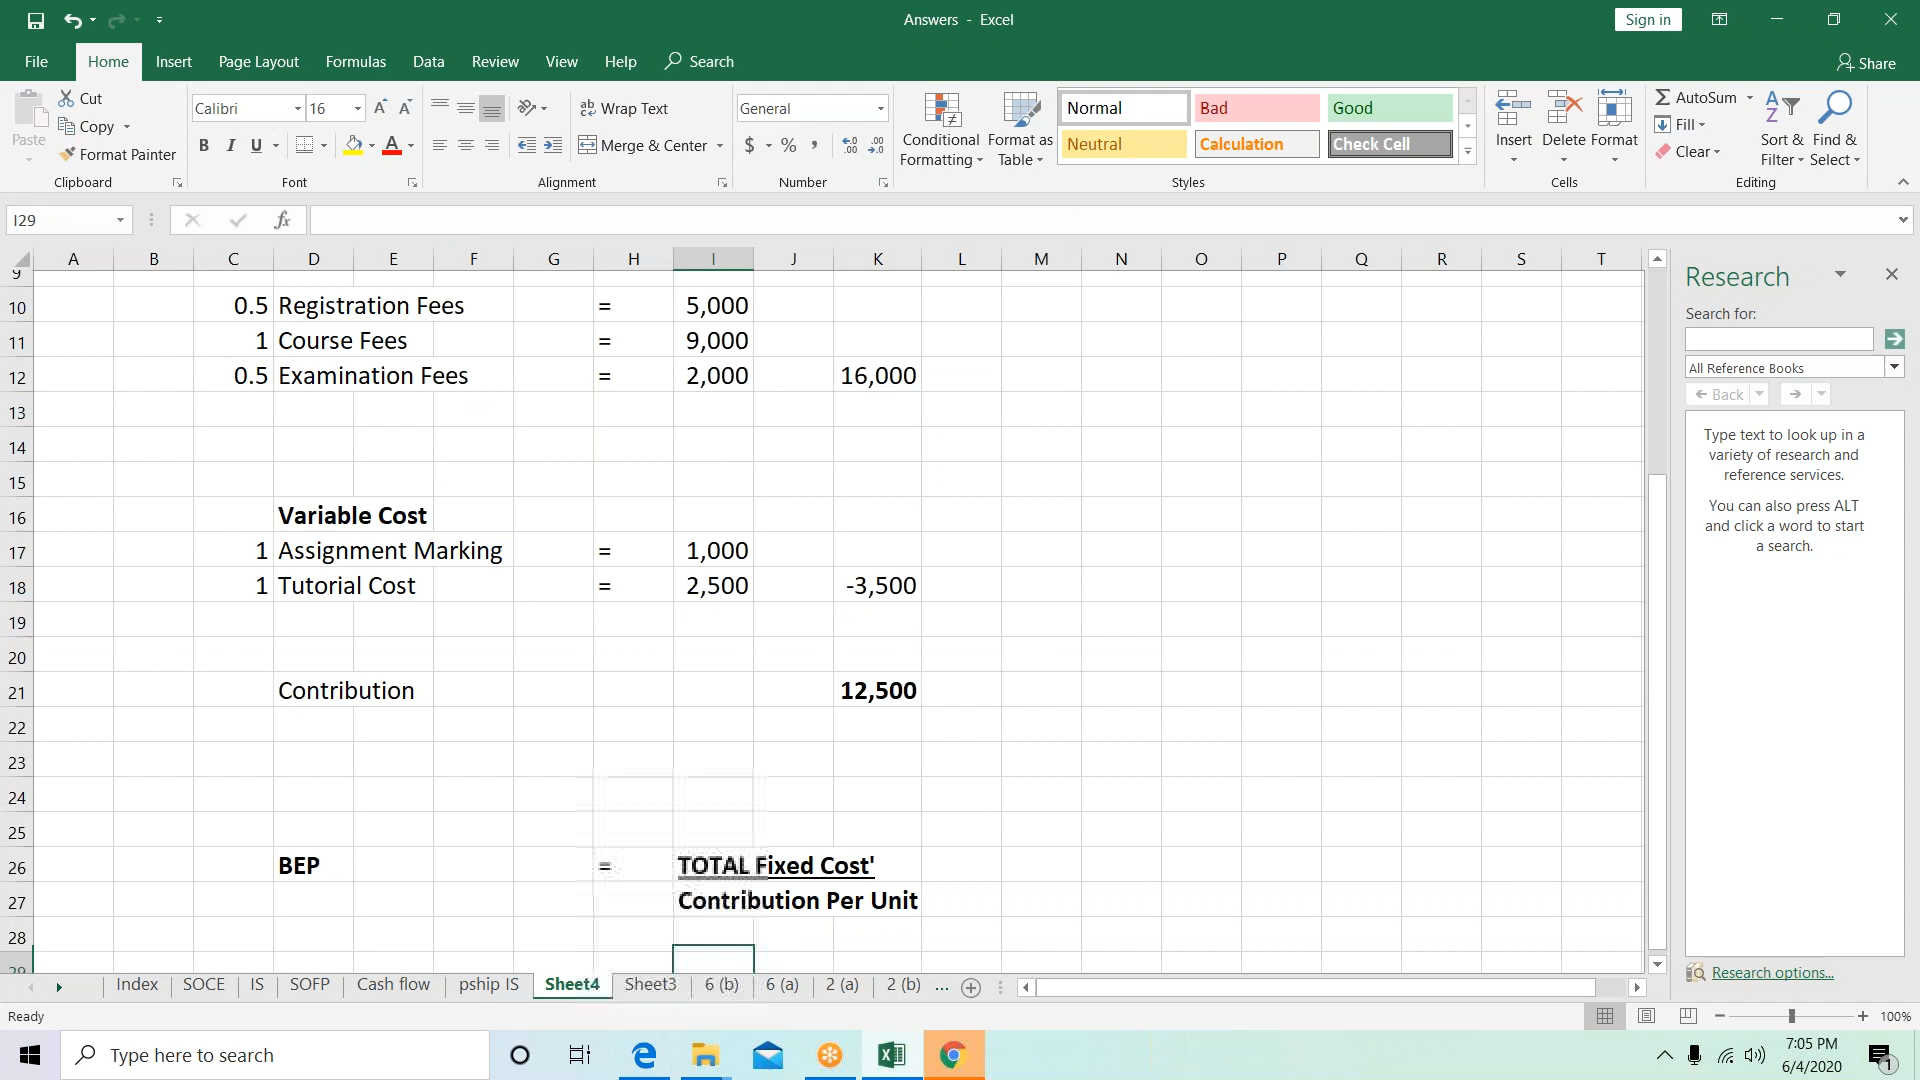 Answers - Excel
Sign in
File Home Insert Page Layout Formulas Data Review View Help Search Share
Paste
Cut
Copy
Format Painter
Clipboard
Calibri 16
B I U
Font
Wrap Text
Merge & Center
Alignment
General
$ % ,
Number
Conditional Formatting
Format as Table
Normal Bad Good
Neutral Calculation Check Cell
Styles
Insert Delete Format
Cells
AutoSum
Fill
Clear
Sort & Filter
Find & Select
Editing
I29 fx
A B C D E F G H I J K L M N O P Q R S T
9
10 0.5 Registration Fees = 5,000
11 1 Course Fees = 9,000
12 0.5 Examination Fees = 2,000 16,000
13
14
15
16 Variable Cost
17 1 Assignment Marking = 1,000
18 1 Tutorial Cost = 2,500 -3,500
19
20
21 Contribution 12,500
22
23
24
25
26 BEP = TOTAL Fixed Cost'
27 Contribution Per Unit
28
29
Index SOCE IS SOFP Cash flow pship IS Sheet4 Sheet3 6 (b) 6 (a) 2 (a) 2 (b) ...
Research
Search for:
All Reference Books
Back
Type text to look up in a
variety of research and
reference services.
You can also press ALT
and click a word to start
a search.
Research options...
Ready
100%
Type here to search
7:05 PM
6/4/2020
1